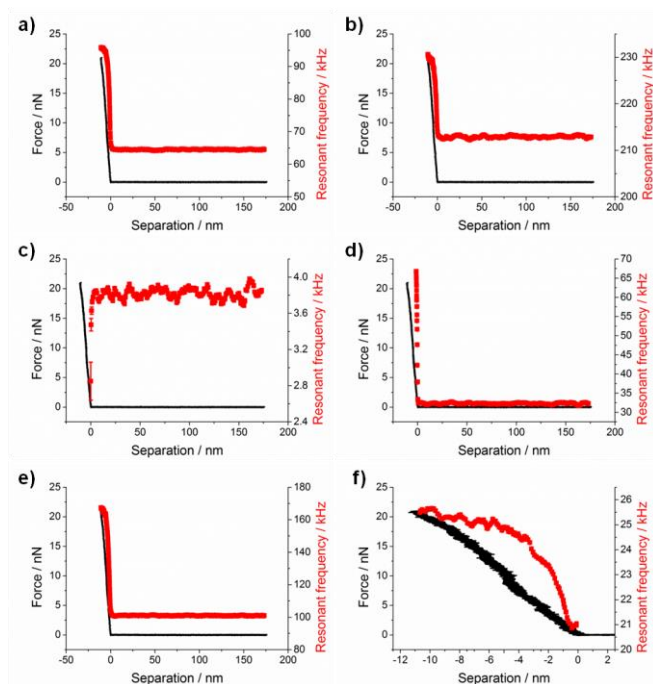 a)
Force / nN
25
20
15
10
5
0
100
90
80
70
60
50
Resonant frequency / kHz
-50 0 50 100 150 200
Separation / nm
b)
Force / nN
25
20
15
10
5
0
230
220
210
200
Resonant frequency / kHz
-50 0 50 100 150 200
Separation / nm
c)
Force / nN
25
20
15
10
5
0
4.0
3.6
3.2
2.8
2.4
Resonant frequency / kHz
0 50 100 150 200
Separation / nm
d)
Force / nN
25
20
15
10
5
0
70
65
60
55
50
45
40
35
30
Resonant frequency / kHz
0 50 100 150 200
Separation / nm
e)
Force / nN
25
20
15
10
5
0
180
160
140
120
100
80
Resonant frequency / kHz
-50 0 50 100 150 200
Separation / nm
f)
Force / nN
25
20
15
10
5
0
26
25
24
23
22
21
20
Resonant frequency / kHz
-12 -10 -8 -6 -4 -2 0 2
Separation / nm